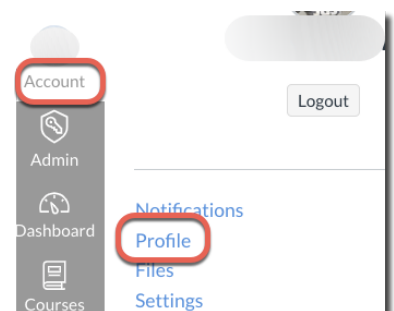 Account
Logout
Admin
Notifications
Dashboard
Profile
Files
Courses
Settings